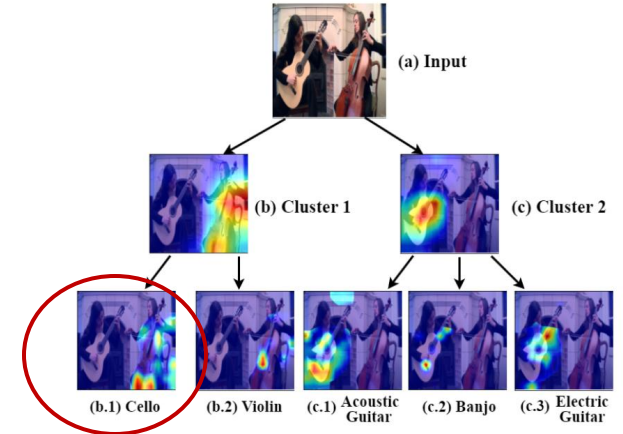 (a) Input
(b) Cluster 1
(c) Cluster 2
(b.1) Cello
(b.2) Violin
(c.1) Acoustic Guitar
(c.2) Banjo
(c.3) Electric Guitar